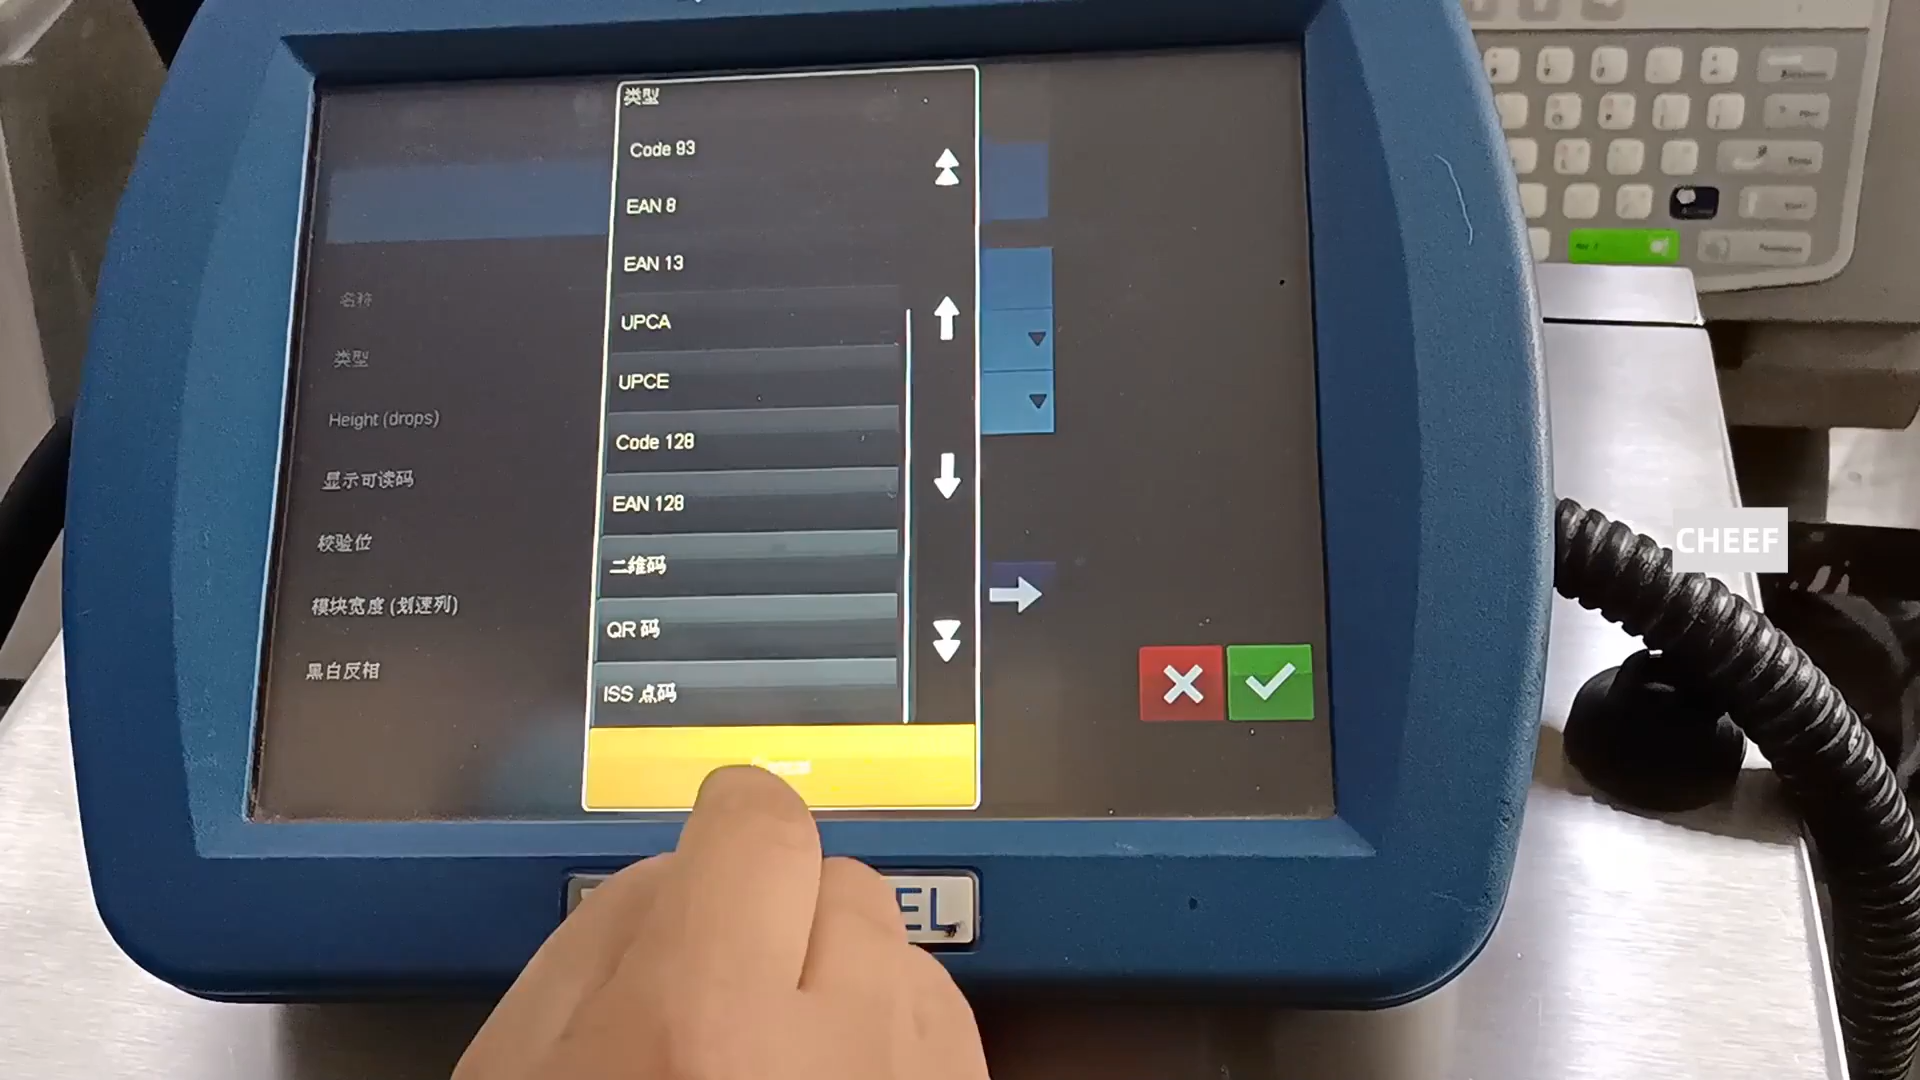 类型
Code 93
EAN 8
EAN 13
UPCA
UPCE
Code 128
EAN 128
二维码
QR 码
ISS 点码
名称
类型
Height (drops)
显示可读码
校验位
模块宽度 (划速列)
黑白反相
EL
CHEEF